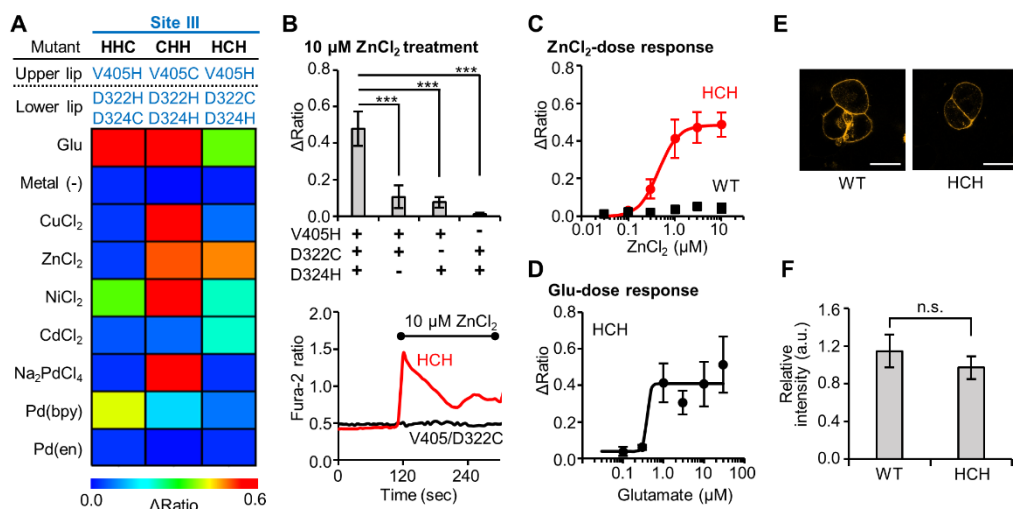 A
Site III
Mutant HHC CHH HCH
Upper lip V405H V405C V405H
Lower lip D322H D322H D322C
D324C D324H D324H
Glu
Metal (-)
CuCl₂
ZnCl₂
NiCl₂
CdCl₂
Na₂PdCl₄
Pd(bpy)
Pd(en)
0.0 0.6
ΔRatio
B
10 µM ZnCl₂ treatment
***
***
***
ΔRatio
0.8
0.6
0.4
0.2
0.0
V405H + + + -
D322C + + - +
D324H + - + +
10 µM ZnCl₂
HCH
V405/D322C
Fura-2 ratio
2.0
1.5
1.0
0.5
0.0
0 120 240
Time (sec)
C
ZnCl₂-dose response
HCH
WT
ΔRatio
0.8
0.6
0.4
0.2
0.0
0.01 0.1 1.0 10
ZnCl₂ (µM)
D
Glu-dose response
HCH
ΔRatio
0.8
0.6
0.4
0.2
0.0
0.1 1.0 10 100
Glutamate (µM)
E
WT HCH
F
n.s.
Relative
intensity (a.u.)
1.6
1.2
0.8
0.4
0.0
WT HCH